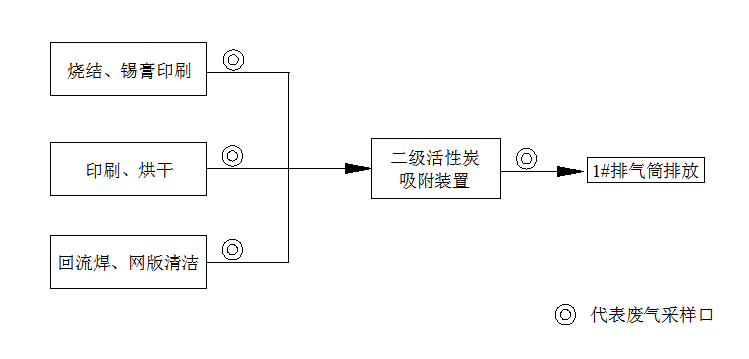 烧结、锡膏印刷
印刷、烘干
二级活性炭
吸附装置
1#排气筒排放
回流焊、网版清洁
代表废气采样口